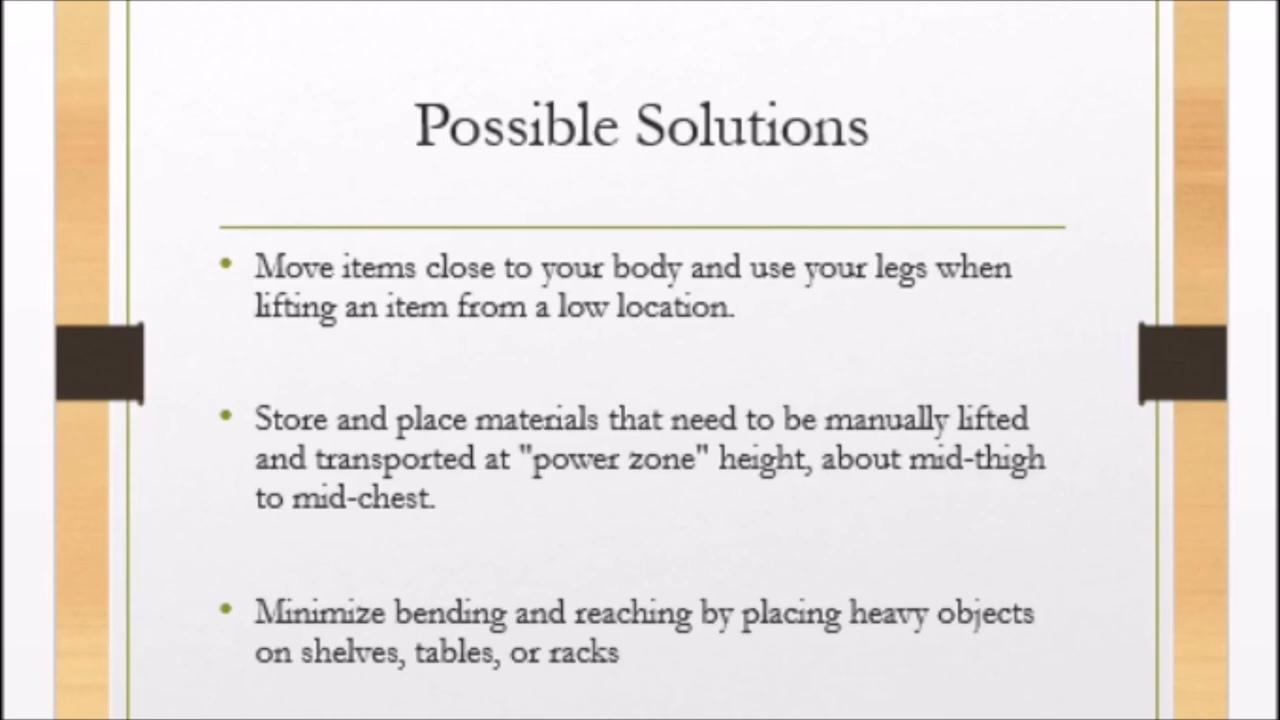 Possible Solutions
• Move items close to your body and use your legs when
lifting an item from a low location.
• Store and place materials that need to be manually lifted
and transported at "power zone" height, about mid-thigh
to mid-chest.
• Minimize bending and reaching by placing heavy objects
on shelves, tables, or racks